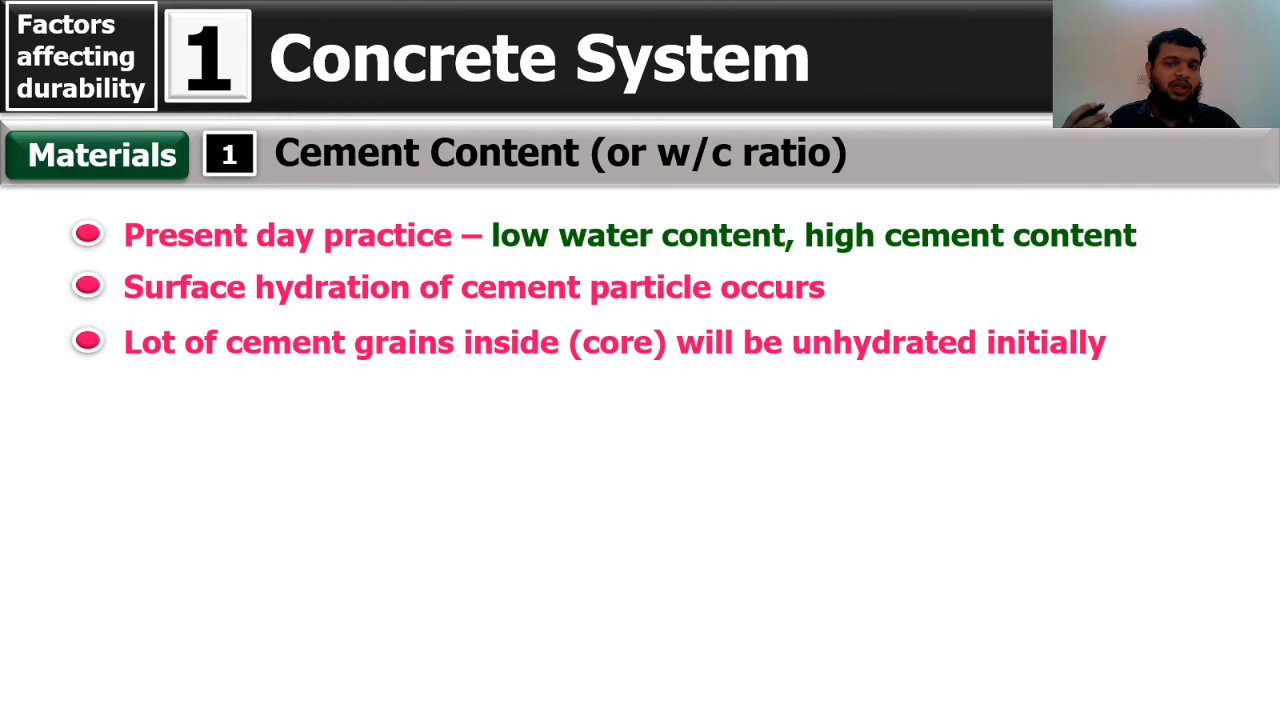 Factors
affecting
durability
1
Concrete System
Materials
1
Cement Content (or w/c ratio)
Present day practice – low water content, high cement content
Surface hydration of cement particle occurs
Lot of cement grains inside (core) will be unhydrated initially